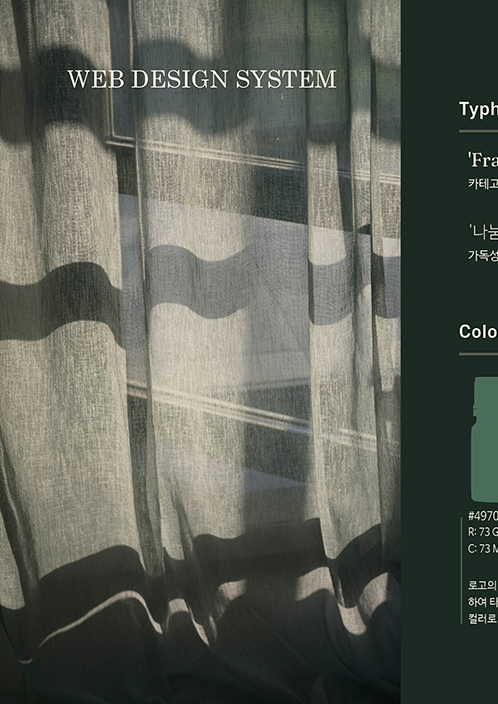 WEB DESIGN SYSTEM
Typh
'Fra
카테고
'나눔
가독성
Colo
#4970
R: 73 G
C: 73 M
로고의
하여 타
컬러로